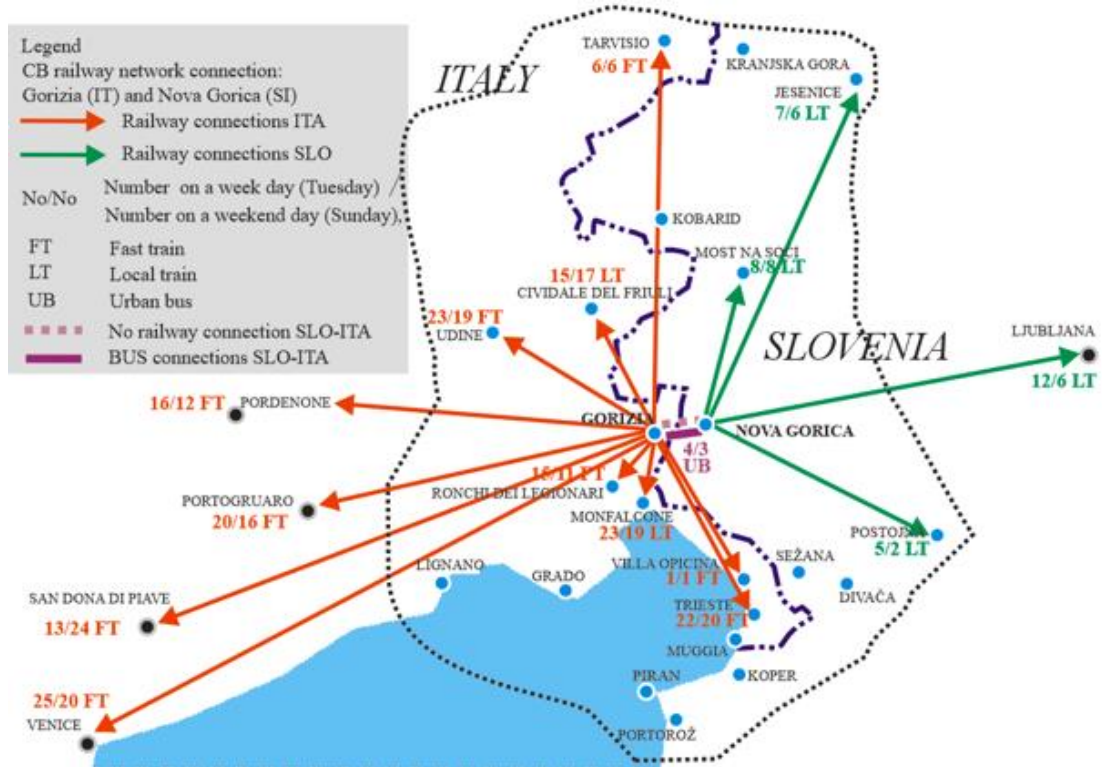 Legend
CB railway network connection:
Gorizia (IT) and Nova Gorica (SI)
Railway connections ITA
Railway connections SLO
No/No
Number on a week day (Tuesday) /
Number on a weekend day (Sunday),
FT Fast train
LT Local train
UB Urban bus
No railway connection SLO-ITA
BUS connections SLO-ITA
ITALY
TARVISIO
6/6 FT
KRANJSKA GORA
JESENICE
7/6 LT
KOBARID
MOST NA SOCI
8/8 LT
15/17 LT
CIVIDALE DEL FRIULI
23/19 FT
UDINE
SLOVENIA
LJUBLJANA
12/6 LT
16/12 FT
PORDENONE
GORIZIA
NOVA GORICA
4/3
UB
15/11 FT
RONCHI DEI LEGIONARI
PORTOGRUARO
20/16 FT
MONFALCONE
23/19 LT
POSTOJNA
5/2 LT
VILLA OPICINA
1/1 FT
SEŽANA
DIVAČA
LIGNANO
GRADO
TRIESTE
22/20 FT
SAN DONA DI PIAVE
13/24 FT
MUGGIA
KOPER
PIRAN
25/20 FT
VENICE
PORTOROŽ